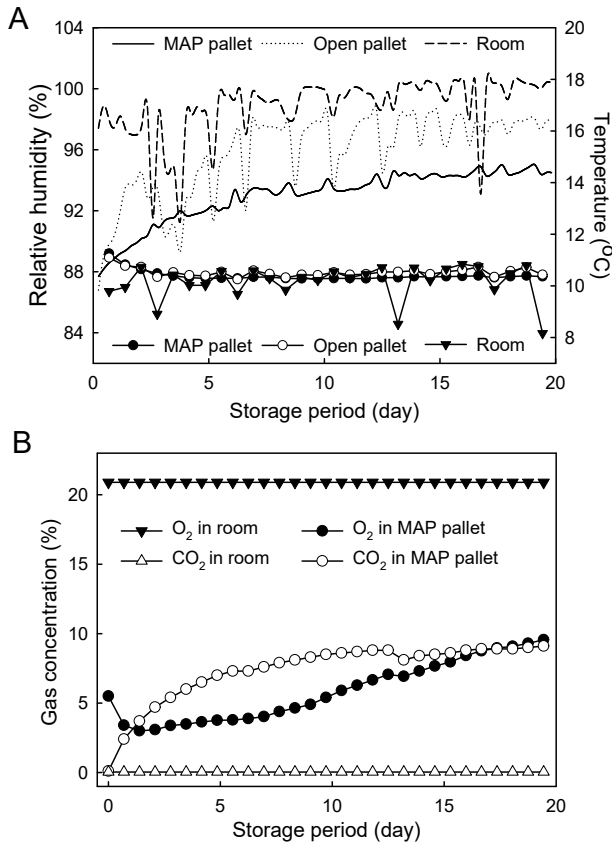 A
104
100
96
92
88
84
Relative humidity (%)
20
18
16
14
12
10
8
Temperature (°C)
MAP pallet Open pallet Room
MAP pallet Open pallet Room
0 5 10 15 20
Storage period (day)
B
20
15
10
5
0
Gas concentration (%)
O2 in room O2 in MAP pallet
CO2 in room CO2 in MAP pallet
0 5 10 15 20
Storage period (day)